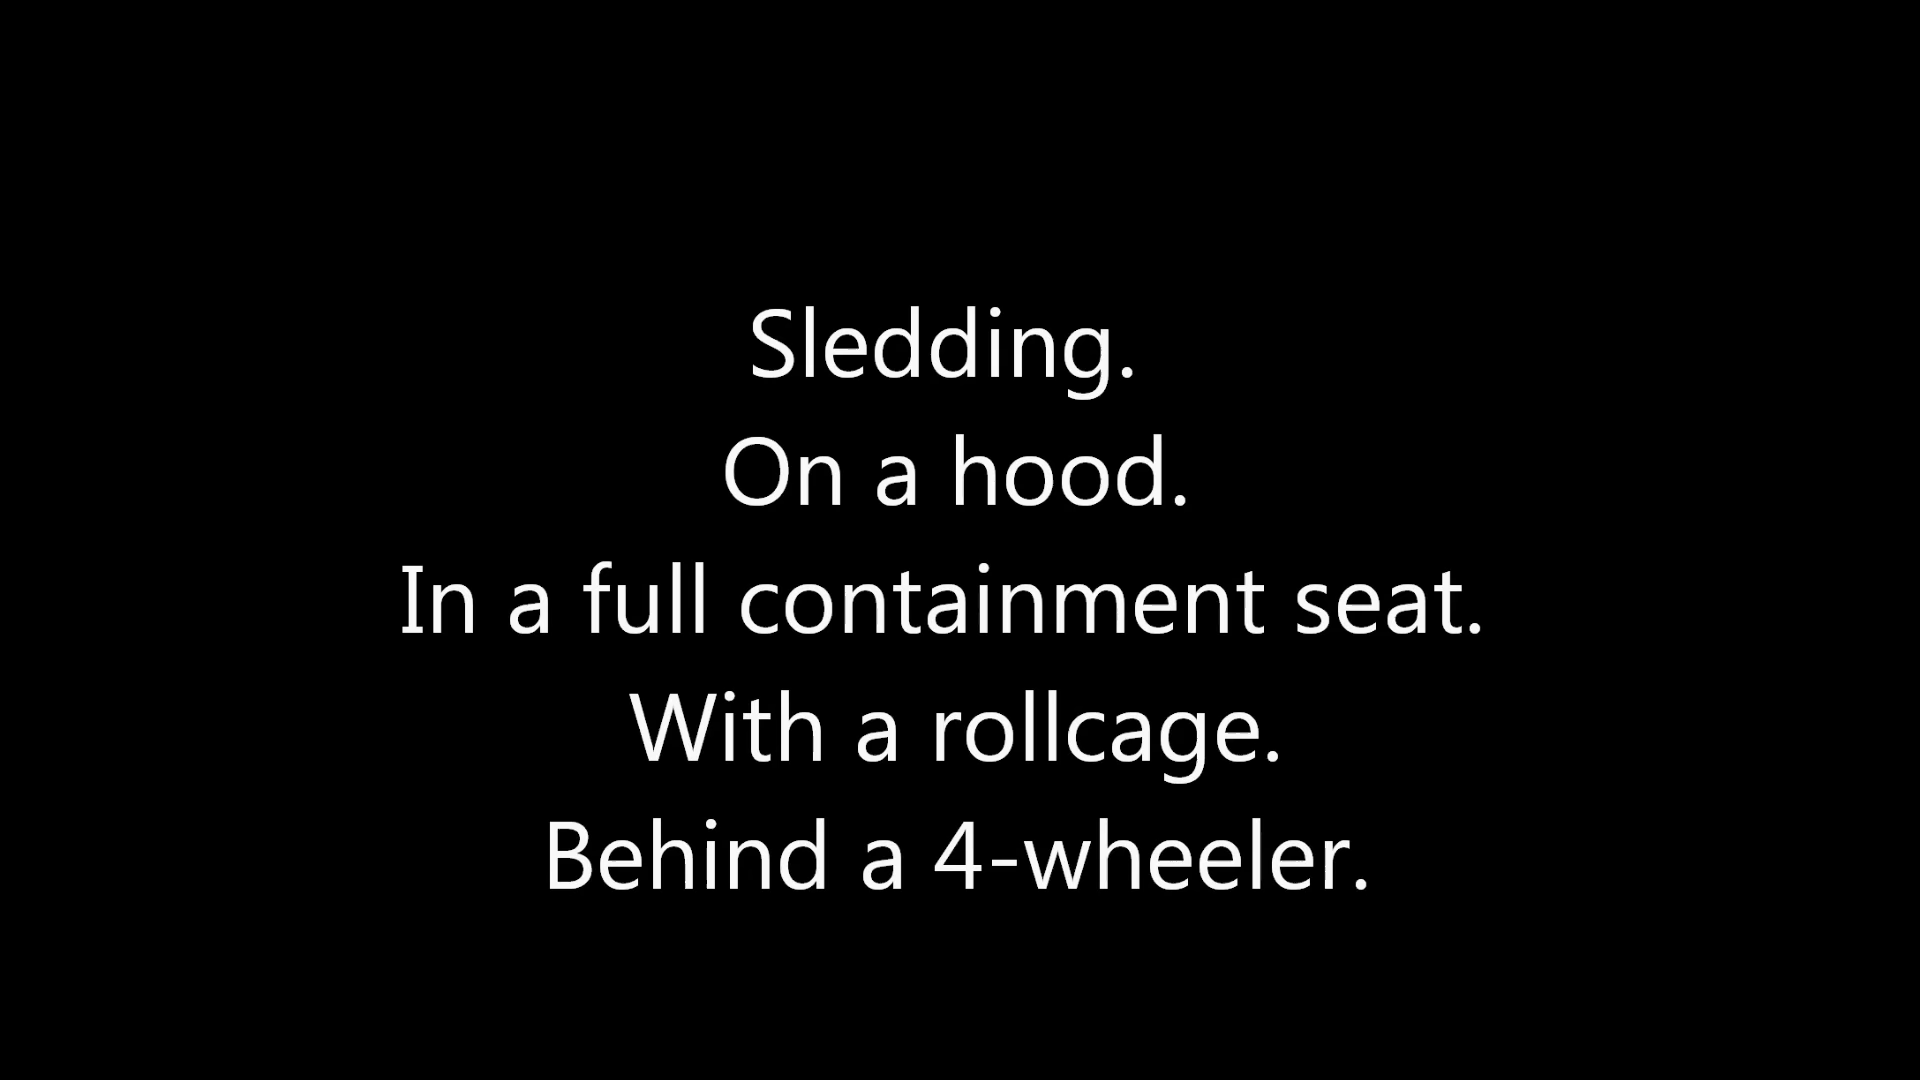 Sledding.
On a hood.
In a full containment seat.
With a rollcage.
Behind a 4-wheeler.